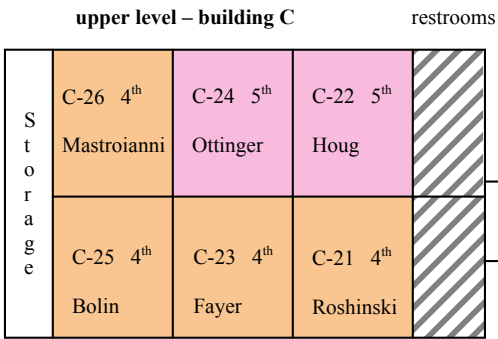 upper level – building C
restrooms
Storage
C-26 4th
Mastroianni
C-24 5th
Ottinger
C-22 5th
Houg
C-25 4th
Bolin
C-23 4th
Fayer
C-21 4th
Roshinski